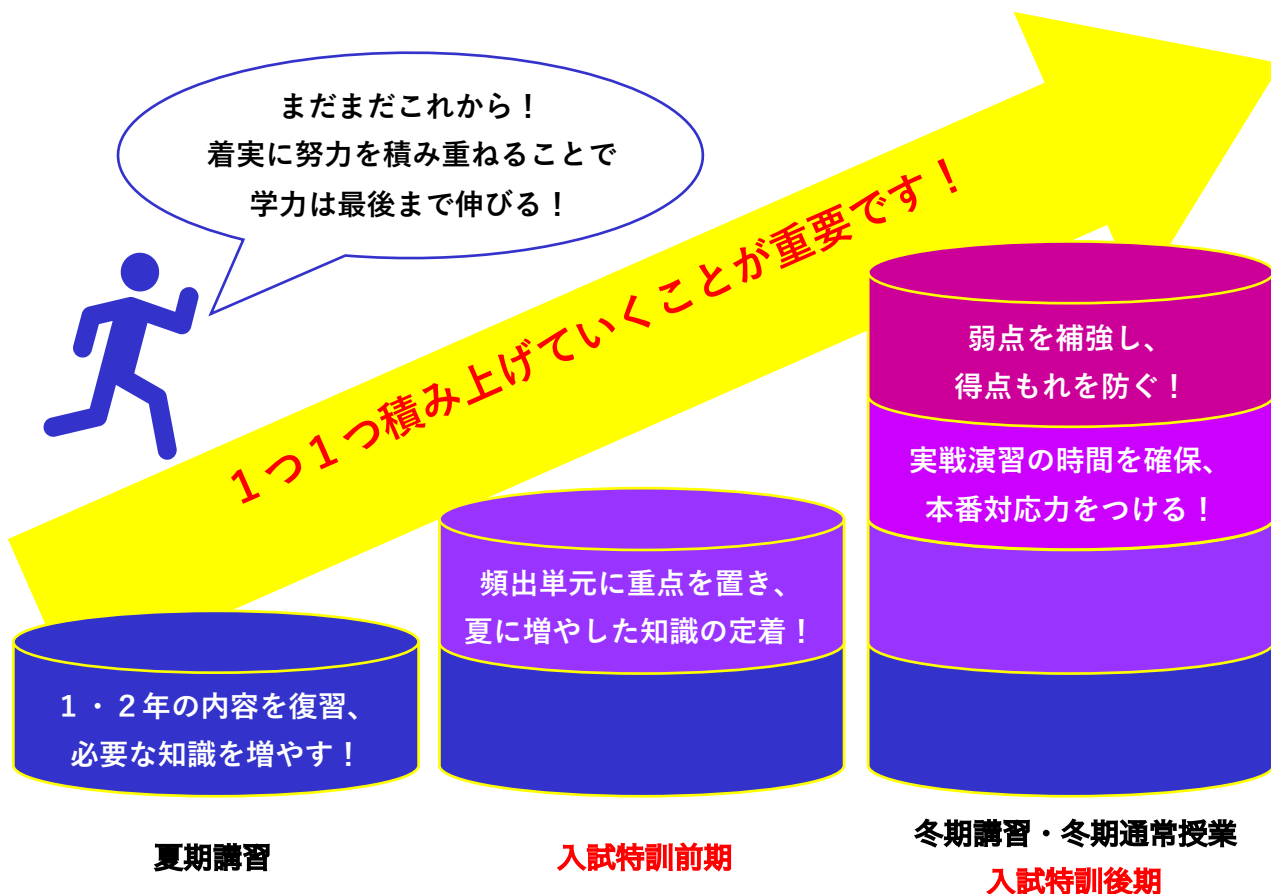 まだまだこれから！
着実に努力を積み重ねることで
学力は最後まで伸びる！
１つ１つ積み上げていくことが重要です！
弱点を補強し、
得点もれを防ぐ！
実戦演習の時間を確保、
本番対応力をつける！
頻出単元に重点を置き、
夏に増やした知識の定着！
１・２年の内容を復習、
必要な知識を増やす！
夏期講習
入試特訓前期
冬期講習・冬期通常授業
入試特訓後期